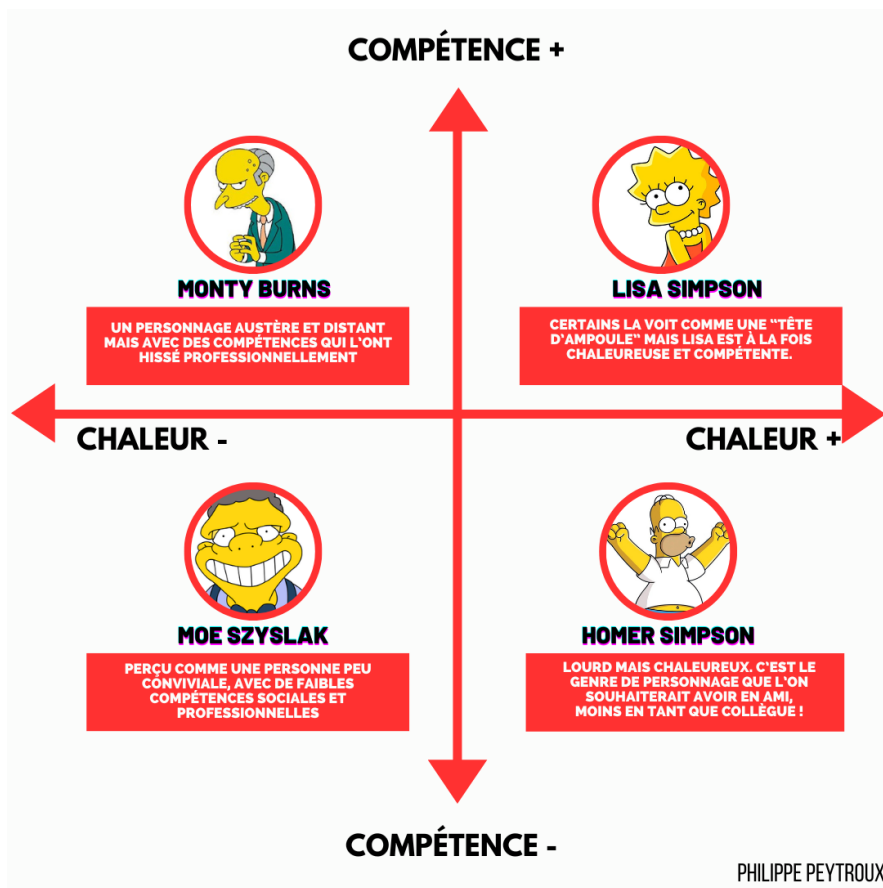 COMPÉTENCE +
MONTY BURNS
UN PERSONNAGE AUSTÈRE ET DISTANT
MAIS AVEC DES COMPÉTENCES QUI L'ONT
HISSÉ PROFESSIONNELLEMENT
LISA SIMPSON
CERTAINS LA VOIT COMME UNE "TÊTE
D'AMPOULE" MAIS LISA EST À LA FOIS
CHALEUREUSE ET COMPÉTENTE.
CHALEUR -
CHALEUR +
MOE SZYSLAK
PERÇU COMME UNE PERSONNE PEU
CONVIVIALE, AVEC DE FAIBLES
COMPÉTENCES SOCIALES ET
PROFESSIONNELLES
HOMER SIMPSON
LOURD MAIS CHALEUREUX. C'EST LE
GENRE DE PERSONNAGE QUE L'ON
SOUHAITERAIT AVOIR EN AMI,
MOINS EN TANT QUE COLLÈGUE !
COMPÉTENCE -
PHILIPPE PEYTROUX